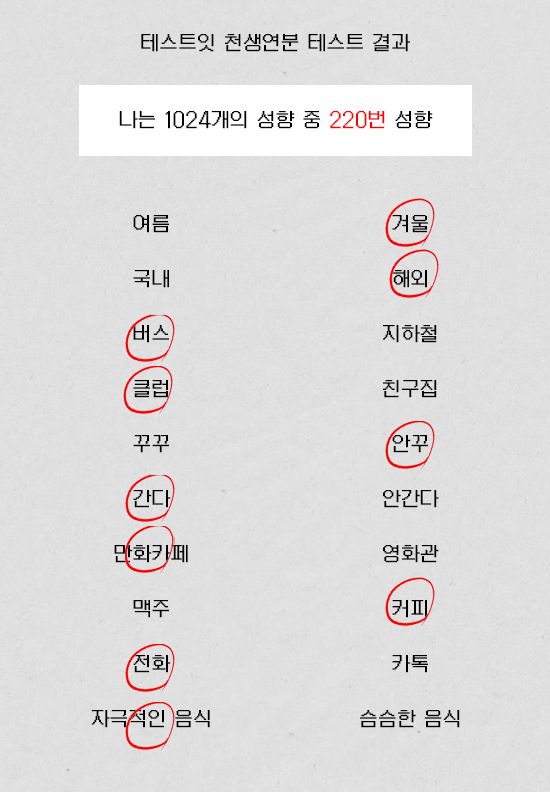 테스트잇 천생연분 테스트 결과
나는 1024개의 성향 중 220번 성향
여름 겨울
국내 해외
버스 지하철
클럽 친구집
꾸꾸 안꾸
간다 안간다
만화카페 영화관
맥주 커피
전화 카톡
자극적인 음식 슴슴한 음식